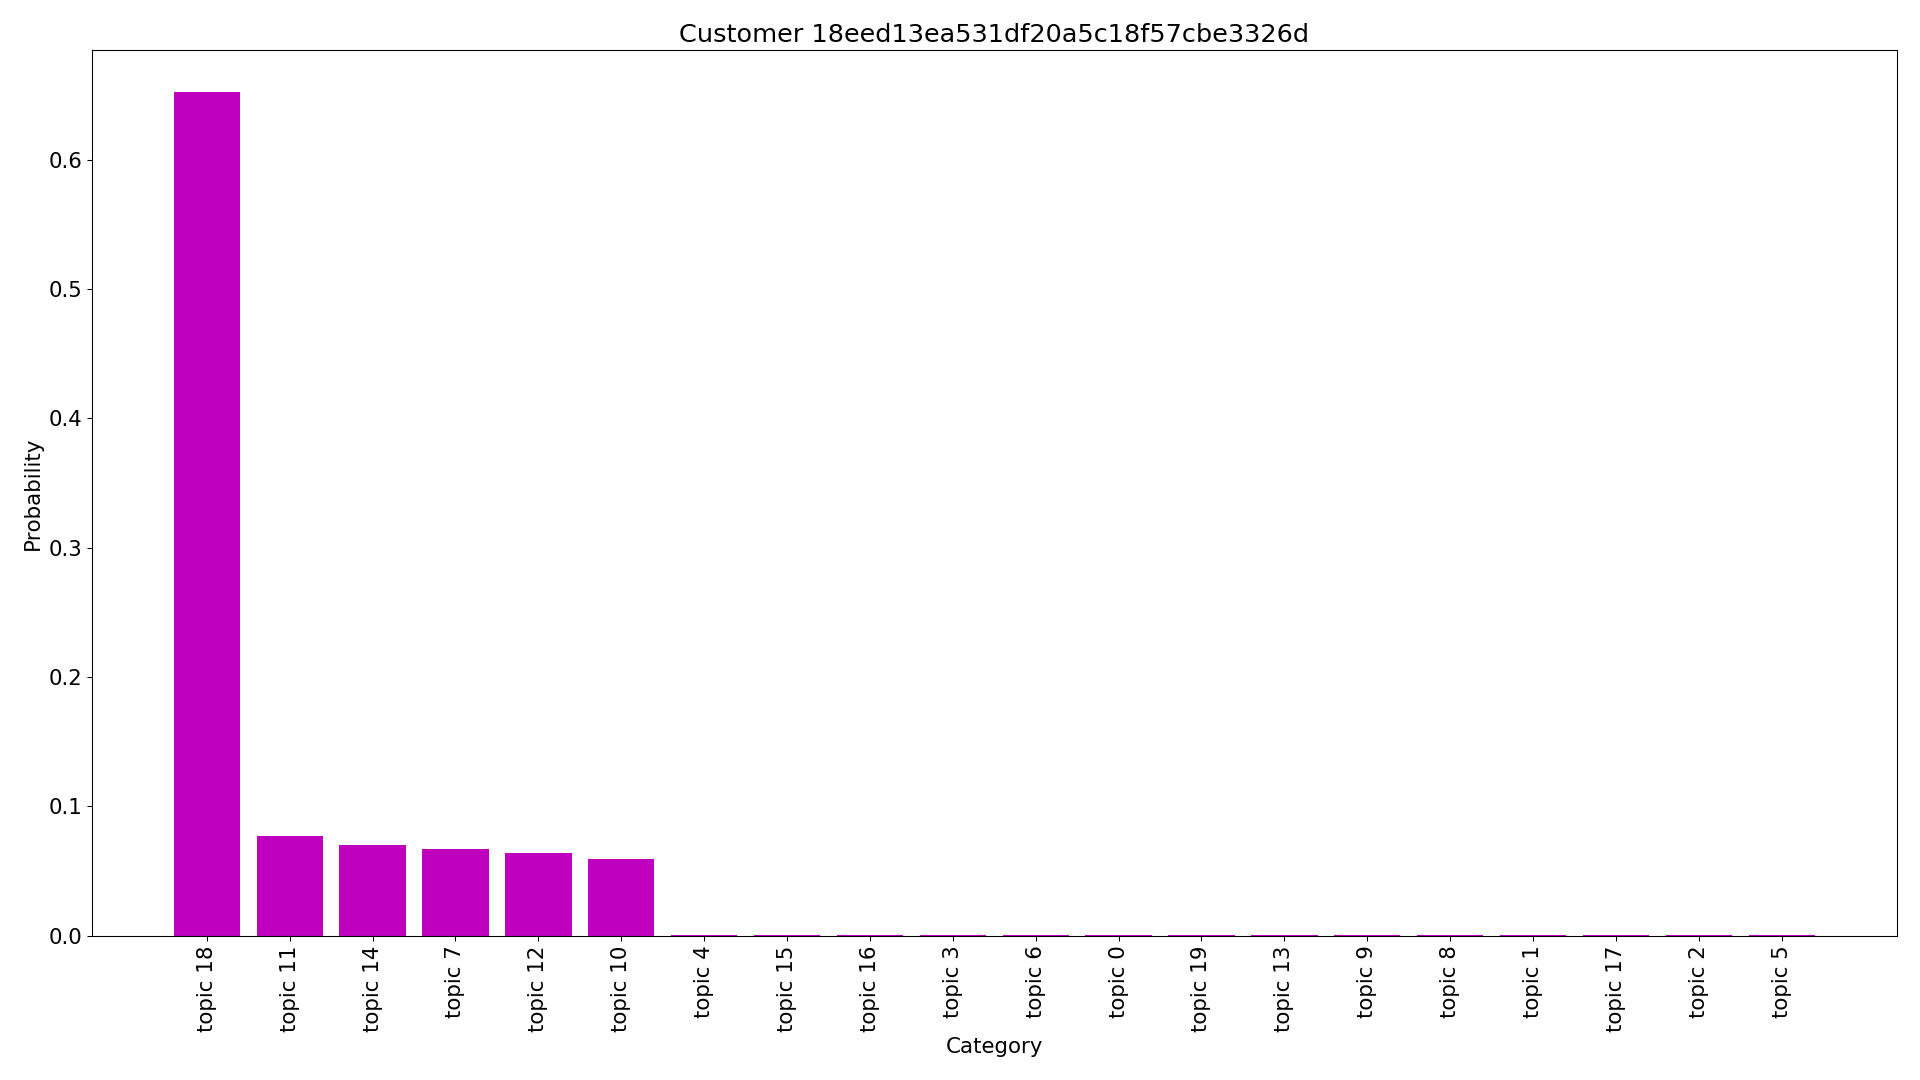 Customer 18eed13ea531df20a5c18f57cbe3326d
Probability
0.6
0.5
0.4
0.3
0.2
0.1
0.0
topic 18
topic 11
topic 14
topic 7
topic 12
topic 10
topic 4
topic 15
topic 16
topic 3
topic 6
topic 0
topic 19
topic 13
topic 9
topic 8
topic 1
topic 17
topic 2
topic 5
Category